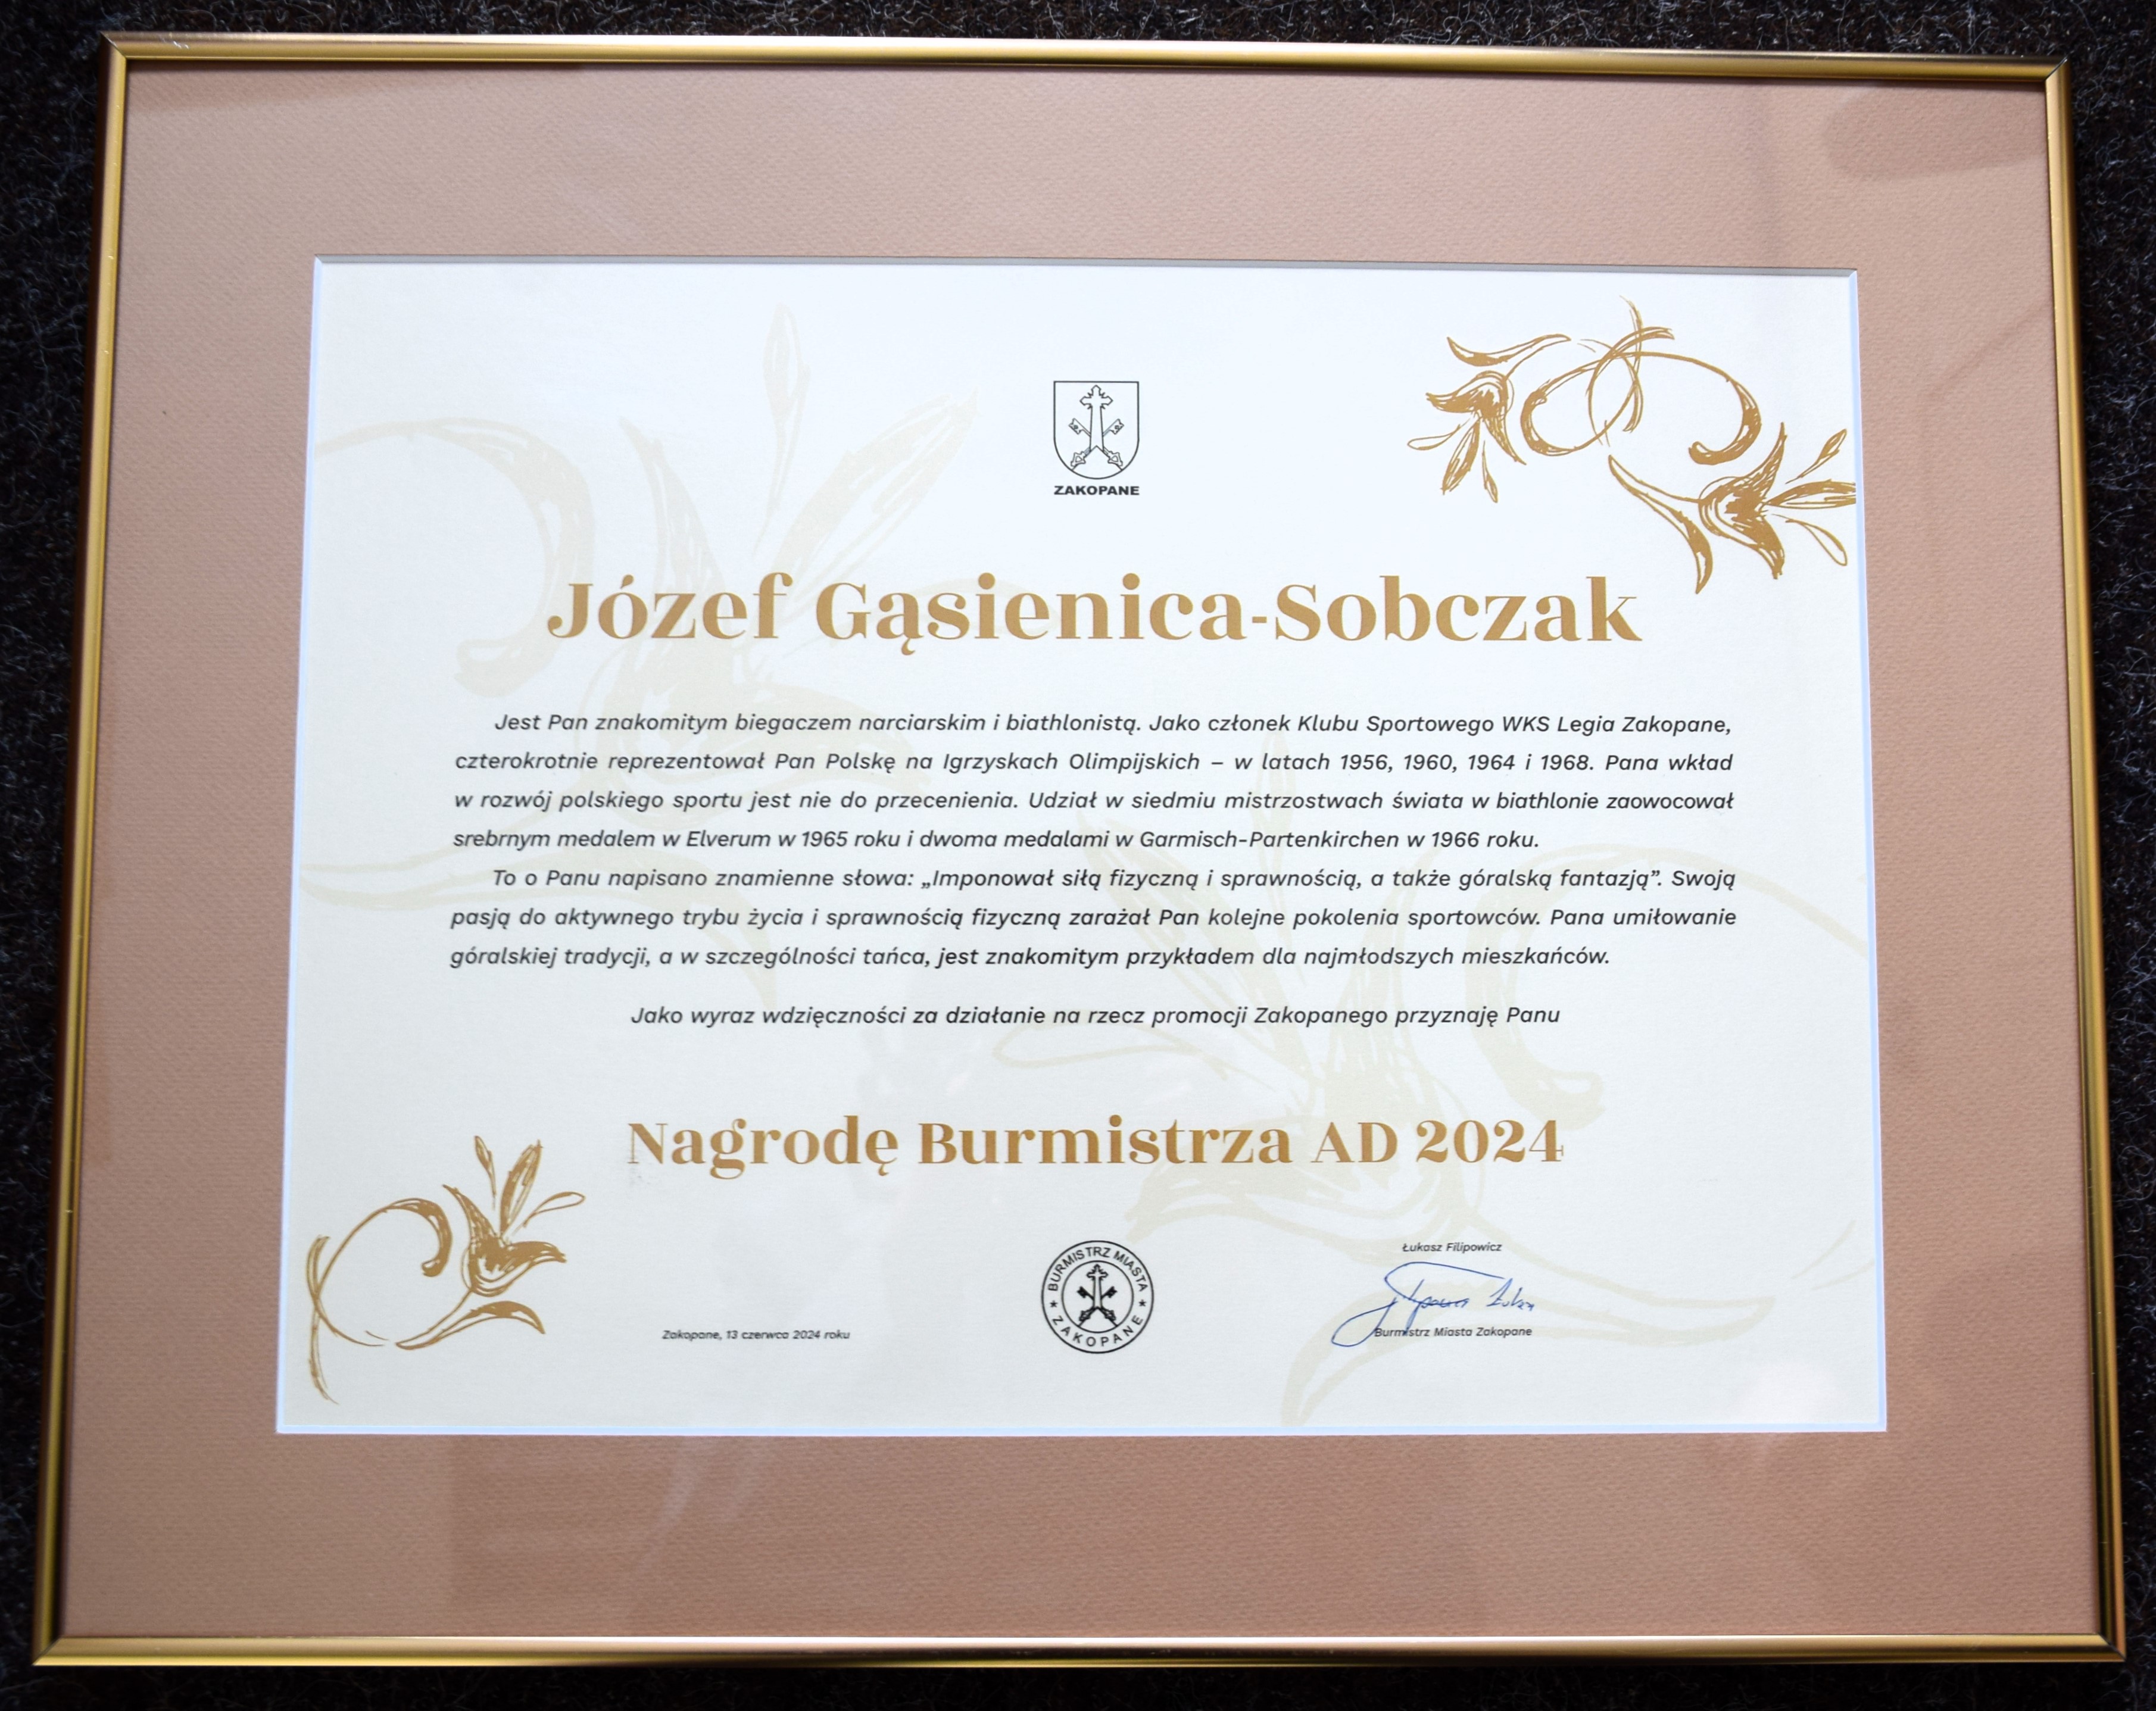 ZAKOPANE
Józef Gąsienica-Sobczak
Jest Pan znakomitym biegaczem narciarskim i biathlonistą. Jako członek Klubu Sportowego WKS Legia Zakopane,
czterokrotnie reprezentował Pan Polskę na Igrzyskach Olimpijskich – w latach 1956, 1960, 1964 i 1968. Pana wkład
w rozwój polskiego sportu jest nie do przecenienia. Udział w siedmiu mistrzostwach świata w biathlonie zaowocował
srebrnym medalem w Elverum w 1965 roku i dwoma medalami w Garmisch-Partenkirchen w 1966 roku.
To o Panu napisano znamienne słowa: „Imponował siłą fizyczną i sprawnością, a także góralską fantazją”. Swoją
pasją do aktywnego trybu życia i sprawnością fizyczną zarażał Pan kolejne pokolenia sportowców. Pana umiłowanie
góralskiej tradycji, a w szczególności tańca, jest znakomitym przykładem dla najmłodszych mieszkańców.
Jako wyraz wdzięczności za działanie na rzecz promocji Zakopanego przyznaję Panu
Nagrodę Burmistrza AD 2024
Zakopane, 13 czerwca 2024 roku
BURMISTRZ MIASTA
ZAKOPANE
Łukasz Filipowicz
Burmistrz Miasta Zakopane